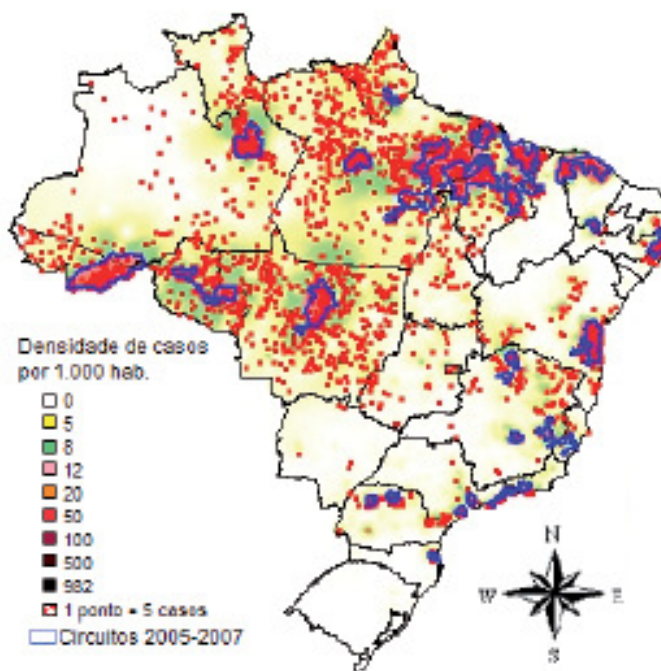 Densidade de casos
por 1.000 hab.
0
5
8
12
20
50
100
500
982
1 ponto = 5 casos
Circuitos 2005-2007
N
W E
S